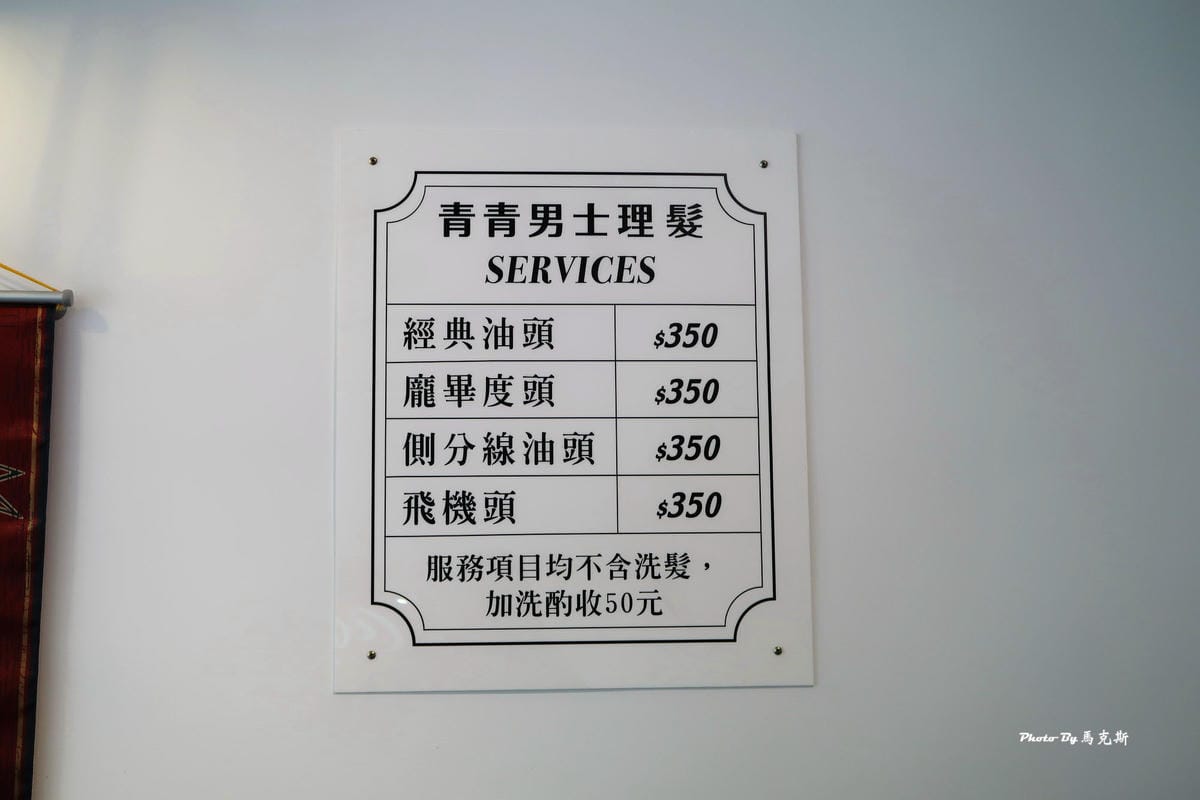 青青男士理髮
SERVICES
經典油頭 $350
龐畢度頭 $350
側分線油頭 $350
飛機頭 $350
服務項目均不含洗髮，
加洗酌收50元
Photo By 馬克斯